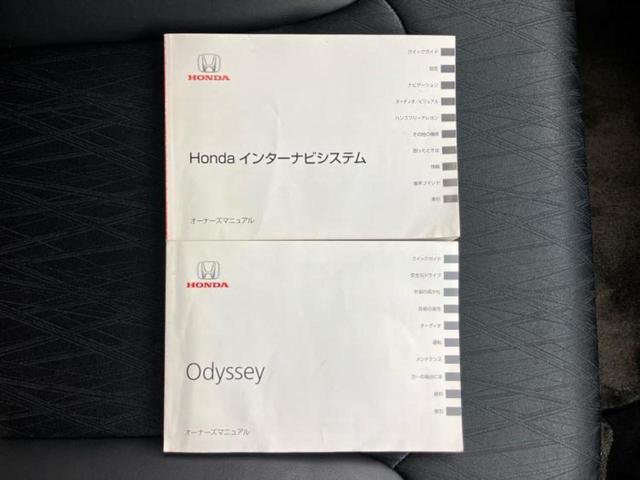 HONDA
Honda インターナビシステム
オーナーズマニュアル
クイックガイド
設定
ナビゲーション
オーディオ/ビジュアル
ハンズフリーテレホン
その他の機能
困ったときは
情報
音声コマンド
索引
HONDA
Odyssey
オーナーズマニュアル
クイックガイド
安全なドライブ
計器の見かた
各部の操作
オーディオ
運転
メンテナンス
万一の場合には
資料
索引